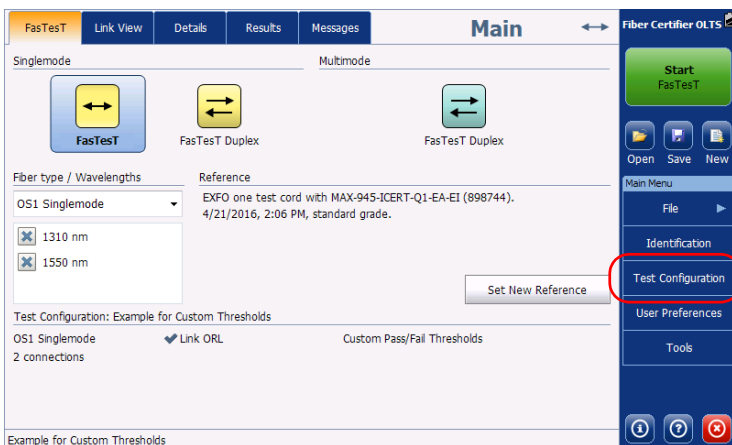 FasTesT Link View Details Results Messages Main Fiber Certifier OLTS
Singlemode Multimode
Start
FasTesT
FasTesT FasTesT Duplex FasTesT Duplex
Open Save New
Fiber type / Wavelengths Reference
Main Menu
OS1 Singlemode
EXFO one test cord with MAX-945-ICERT-Q1-EA-EI (898744).
4/21/2016, 2:06 PM, standard grade.
File
1310 nm
1550 nm
Identification
Set New Reference
Test Configuration
Test Configuration: Example for Custom Thresholds
User Preferences
OS1 Singlemode Link ORL Custom Pass/Fail Thresholds
2 connections
Tools
Example for Custom Thresholds